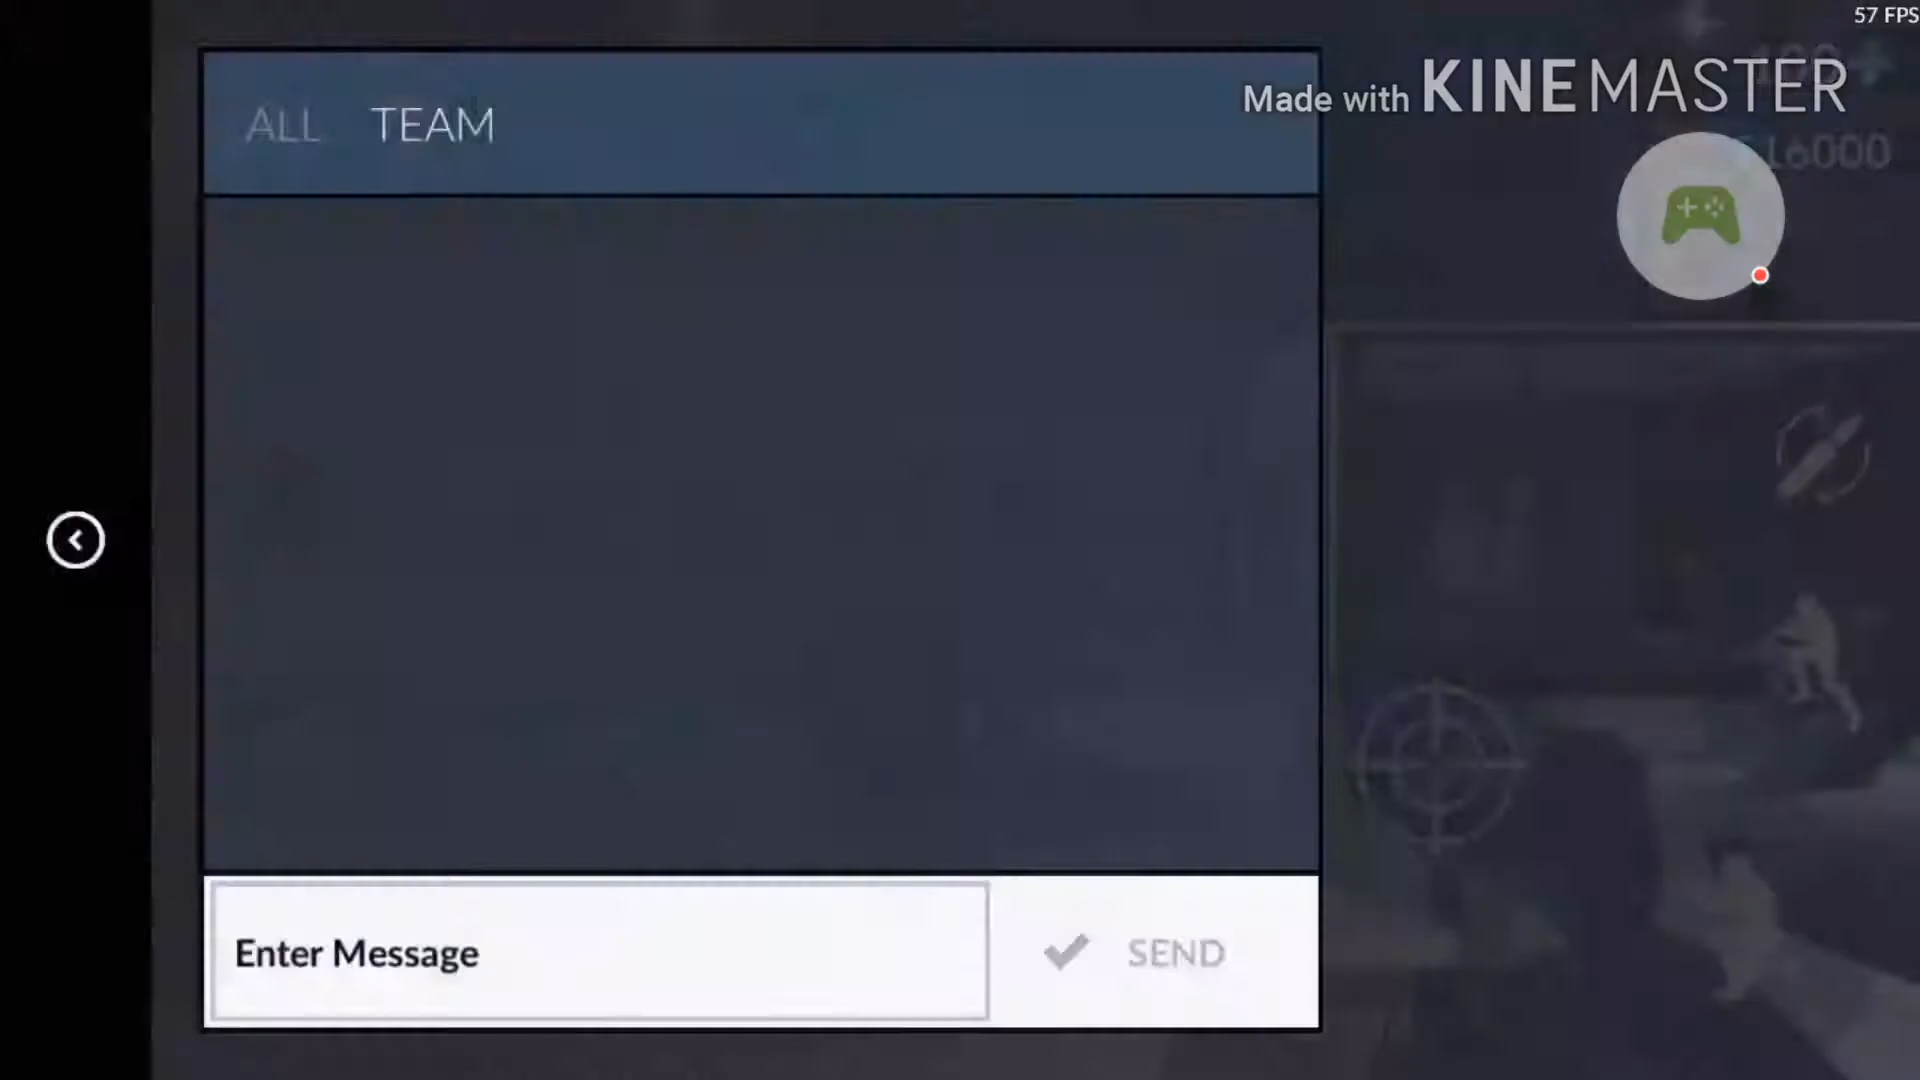 57 FPS
Made with KINEMASTER
ALL TEAM
Enter Message
SEND